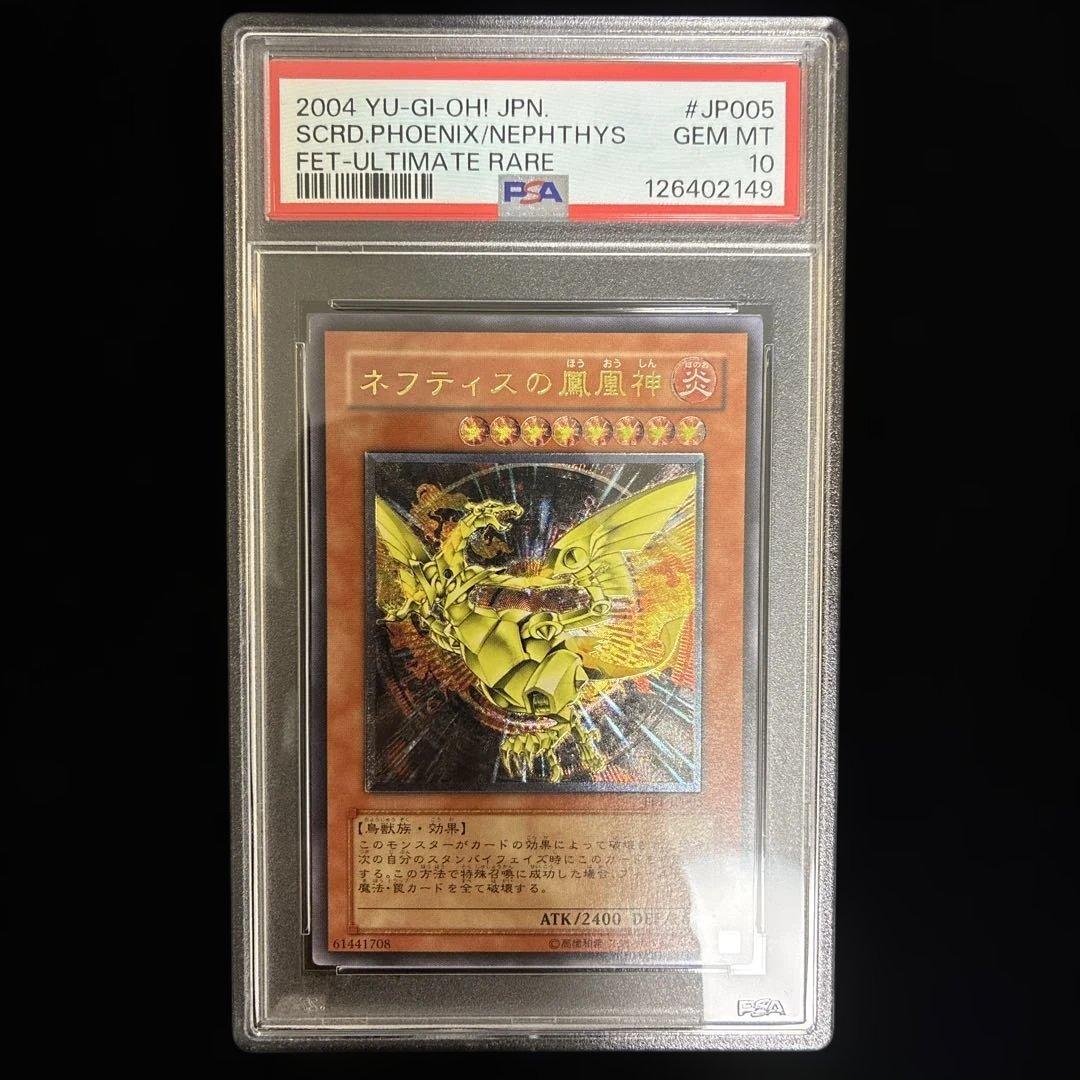 2004 YU-GI-OH! JPN. #JP005
SCRD.PHOENIX/NEPHTHYS GEM MT
FET-ULTIMATE RARE 10
PSA 126402149
ほう おう しん ほのお
ネフティスの鳳凰神 炎
【鳥獣族・効果】
このモンスターがカードの効果によって破壊
次の自分のスタンバイフェイズ時にこのカードを
する。この方法で特殊召喚に成功した場合、
魔法・罠カードを全て破壊する。
ATK/2400
61441708 ©高橋和希
PSA